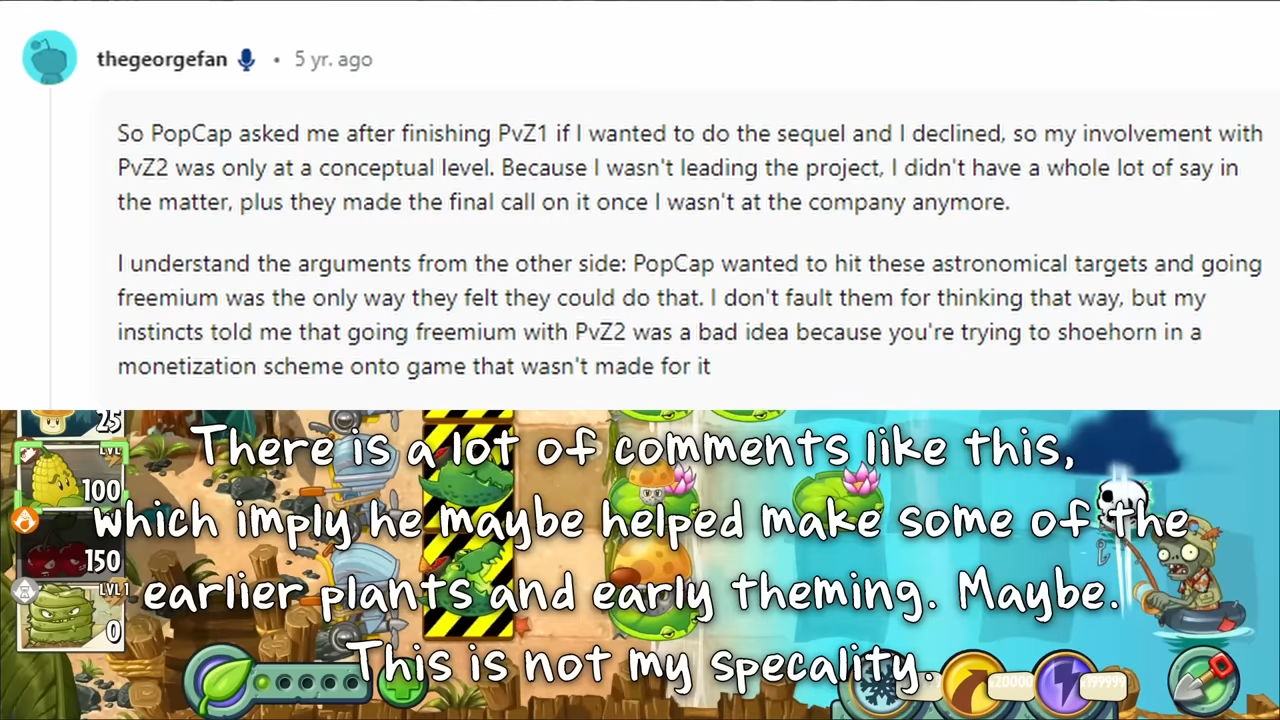 thegeorgefan • 5 yr. ago
So PopCap asked me after finishing PvZ1 if I wanted to do the sequel and I declined, so my involvement with
PvZ2 was only at a conceptual level. Because I wasn't leading the project, I didn't have a whole lot of say in
the matter, plus they made the final call on it once I wasn't at the company anymore.
I understand the arguments from the other side: PopCap wanted to hit these astronomical targets and going
freemium was the only way they felt they could do that. I don't fault them for thinking that way, but my
instincts told me that going freemium with PvZ2 was a bad idea because you're trying to shoehorn in a
monetization scheme onto game that wasn't made for it
25
There is a lot of comments like this,
LVL
100
which imply he maybe helped make some of the
150
LVL 1
earlier plants and early theming. Maybe.
0
This is not my specality.